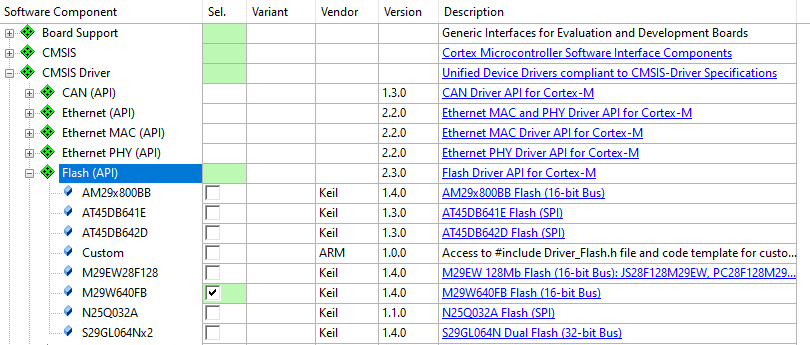 Software Component Sel. Variant Vendor Version Description
Board Support Generic Interfaces for Evaluation and Development Boards
CMSIS Cortex Microcontroller Software Interface Components
CMSIS Driver Unified Device Drivers compliant to CMSIS-Driver Specifications
CAN (API) 1.3.0 CAN Driver API for Cortex-M
Ethernet (API) 2.2.0 Ethernet MAC and PHY Driver API for Cortex-M
Ethernet MAC (API) 2.2.0 Ethernet MAC Driver API for Cortex-M
Ethernet PHY (API) 2.2.0 Ethernet PHY Driver API for Cortex-M
Flash (API) 2.3.0 Flash Driver API for Cortex-M
AM29x800BB Keil 1.4.0 AM29x800BB Flash (16-bit Bus)
AT45DB641E Keil 1.3.0 AT45DB641E Flash (SPI)
AT45DB642D Keil 1.3.0 AT45DB642D Flash (SPI)
Custom ARM 1.0.0 Access to #include Driver_Flash.h file and code template for custo...
M29EW28F128 Keil 1.4.0 M29EW 128Mb Flash (16-bit Bus): JS28F128M29EW, PC28F128M29...
M29W640FB Keil 1.4.0 M29W640FB Flash (16-bit Bus)
N25Q032A Keil 1.1.0 N25Q032A Flash (SPI)
S29GL064Nx2 Keil 1.4.0 S29GL064N Dual Flash (32-bit Bus)